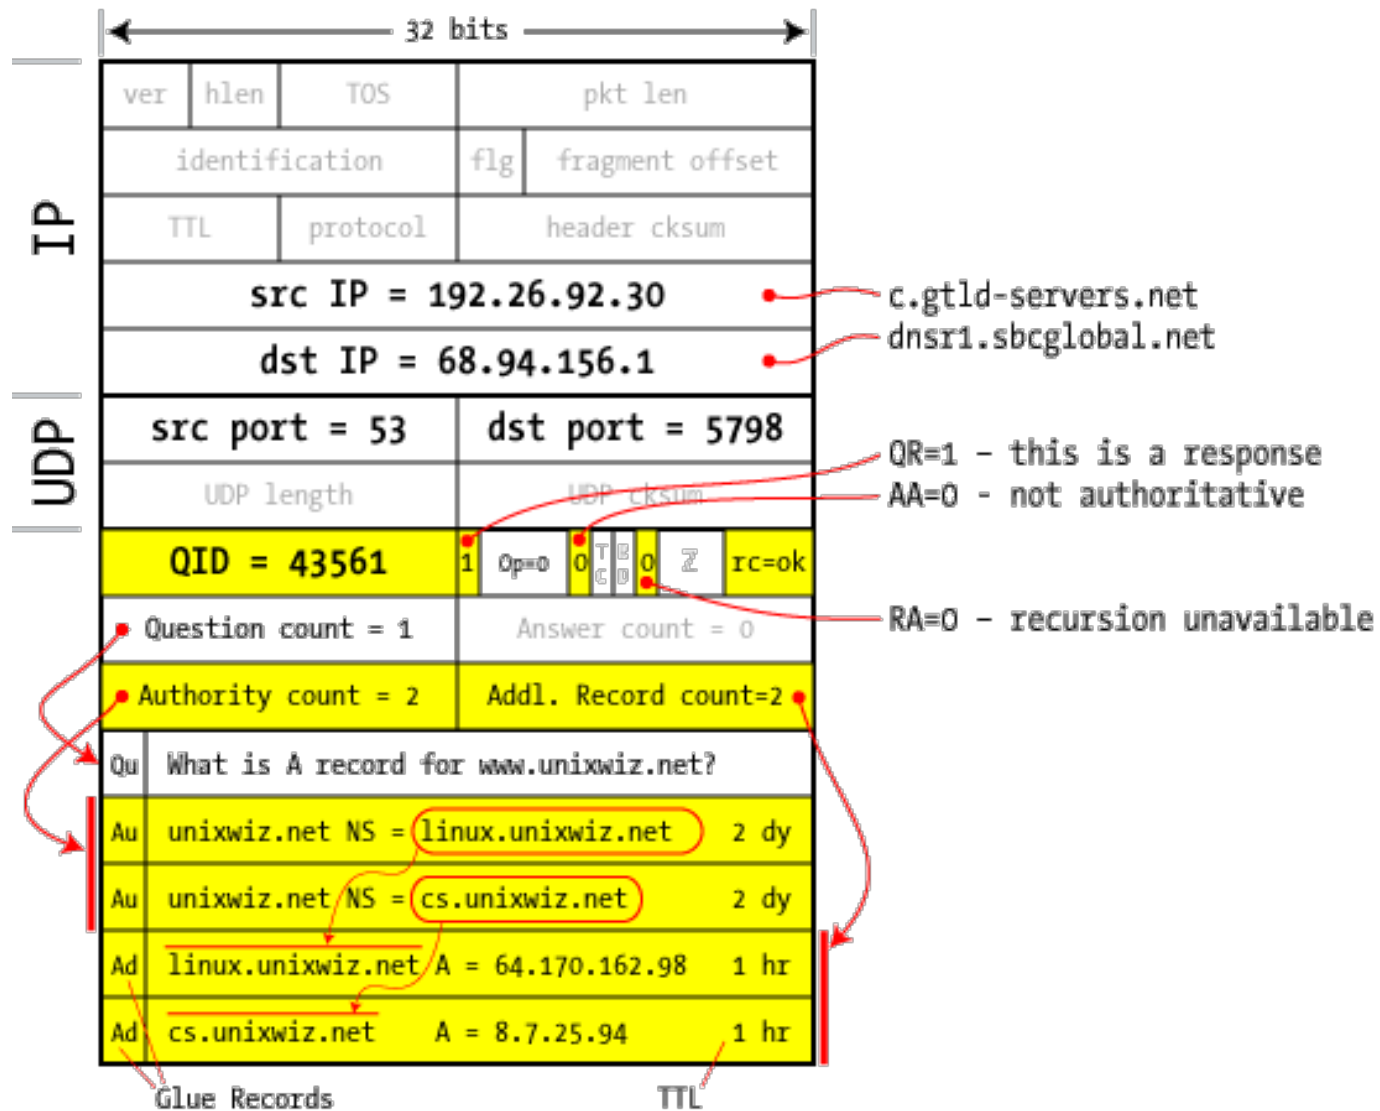 32 bits
ver hlen TOS pkt len
identification flg fragment offset
TTL protocol header cksum
IP
src IP = 192.26.92.30 c.gtld-servers.net
dst IP = 68.94.156.1 dnsr1.sbcglobal.net
UDP
src port = 53 dst port = 5798
QR=1 – this is a response
UDP length UDP cksum
AA=0 - not authoritative
QID = 43561 1 Op=0 0 TC RD 0 Z rc=ok
RA=0 – recursion unavailable
Question count = 1 Answer count = 0
Authority count = 2 Addl. Record count=2
Qu What is A record for www.unixwiz.net?
Au unixwiz.net NS = linux.unixwiz.net 2 dy
Au unixwiz.net NS = cs.unixwiz.net 2 dy
Ad linux.unixwiz.net A = 64.170.162.98 1 hr
Ad cs.unixwiz.net A = 8.7.25.94 1 hr
Glue Records TTL